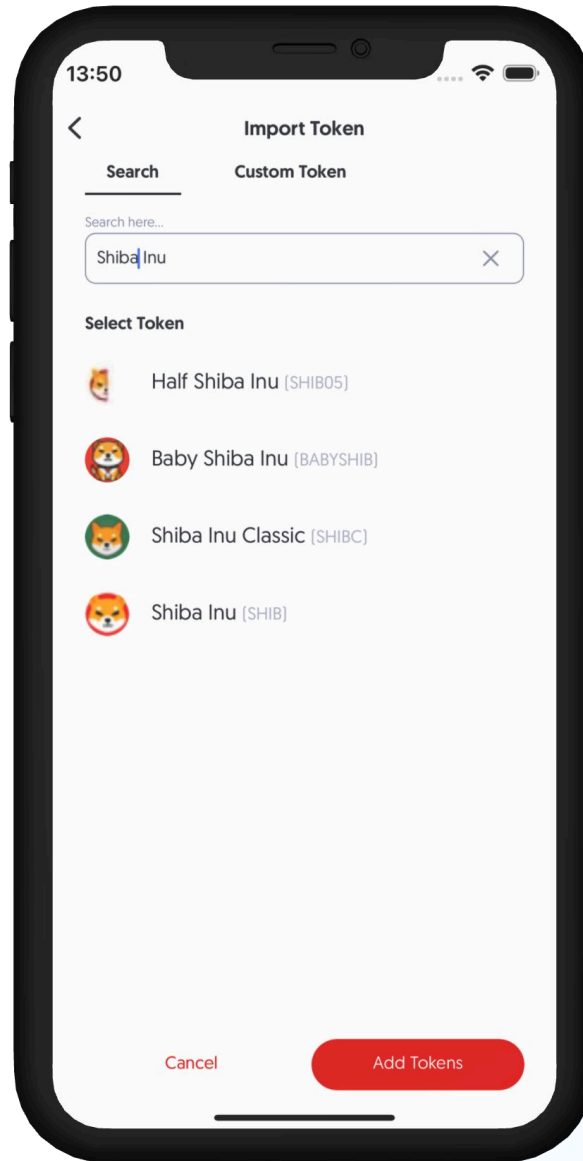 13:50
Import Token
Search Custom Token
Search here...
Shiba Inu
Select Token
Half Shiba Inu (SHIB05)
Baby Shiba Inu (BABYSHIB)
Shiba Inu Classic (SHIBC)
Shiba Inu (SHIB)
Cancel Add Tokens